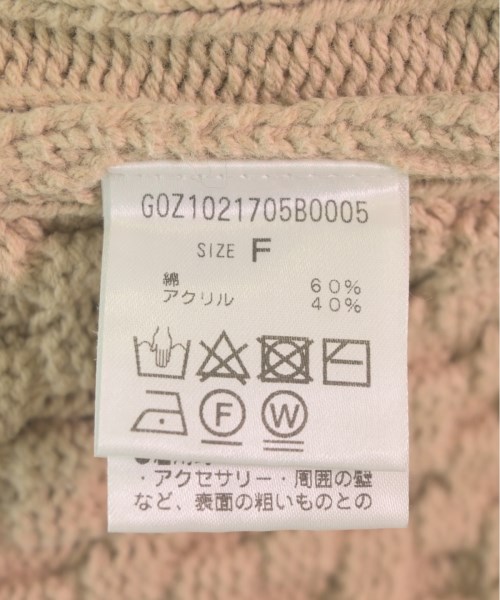 G0Z1021705B0005
SIZE F
綿 60%
アクリル 40%
F W
・アクセサリー・周囲の壁
など、表面の粗いものとの